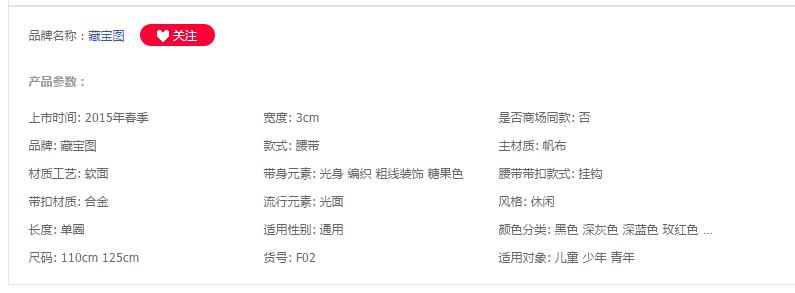 品牌名称：藏宝图 关注
产品参数：
上市时间: 2015年春季 宽度: 3cm 是否商场同款: 否
品牌: 藏宝图 款式: 腰带 主材质: 帆布
材质工艺: 软面 带身元素: 光身 编织 粗线装饰 糖果色 腰带带扣款式: 挂钩
带扣材质: 合金 流行元素: 光面 风格: 休闲
长度: 单圈 适用性别: 通用 颜色分类: 黑色 深灰色 深蓝色 玫红色 ...
尺码: 110cm 125cm 货号: F02 适用对象: 儿童 少年 青年